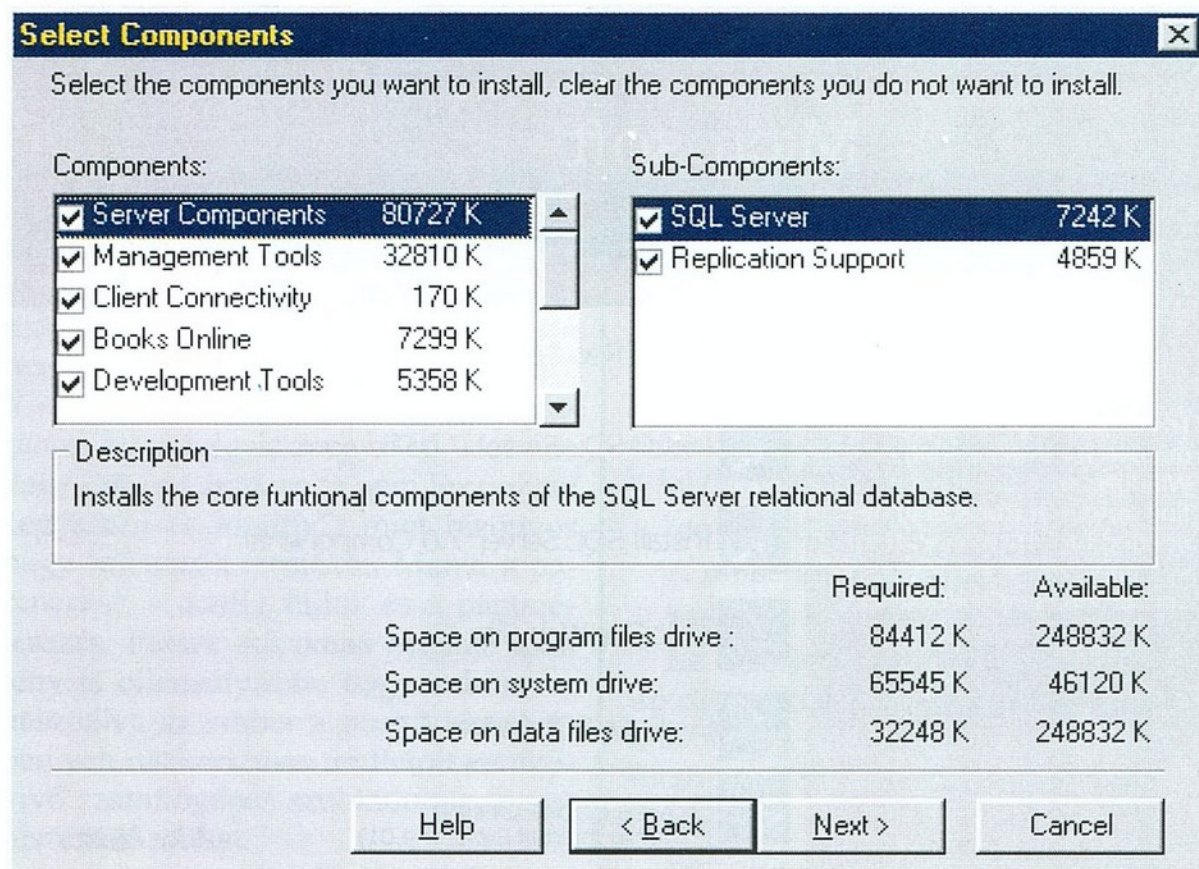 Select Components
Select the components you want to install, clear the components you do not want to install.
Components:
Server Components 80727 K
Management Tools 32810 K
Client Connectivity 170 K
Books Online 7299 K
Development Tools 5358 K
Sub-Components:
SQL Server 7242 K
Replication Support 4859 K
Description
Installs the core funtional components of the SQL Server relational database.
Required: Available:
Space on program files drive: 84412 K 248832 K
Space on system drive: 65545 K 46120 K
Space on data files drive: 32248 K 248832 K
Help
< Back
Next >
Cancel